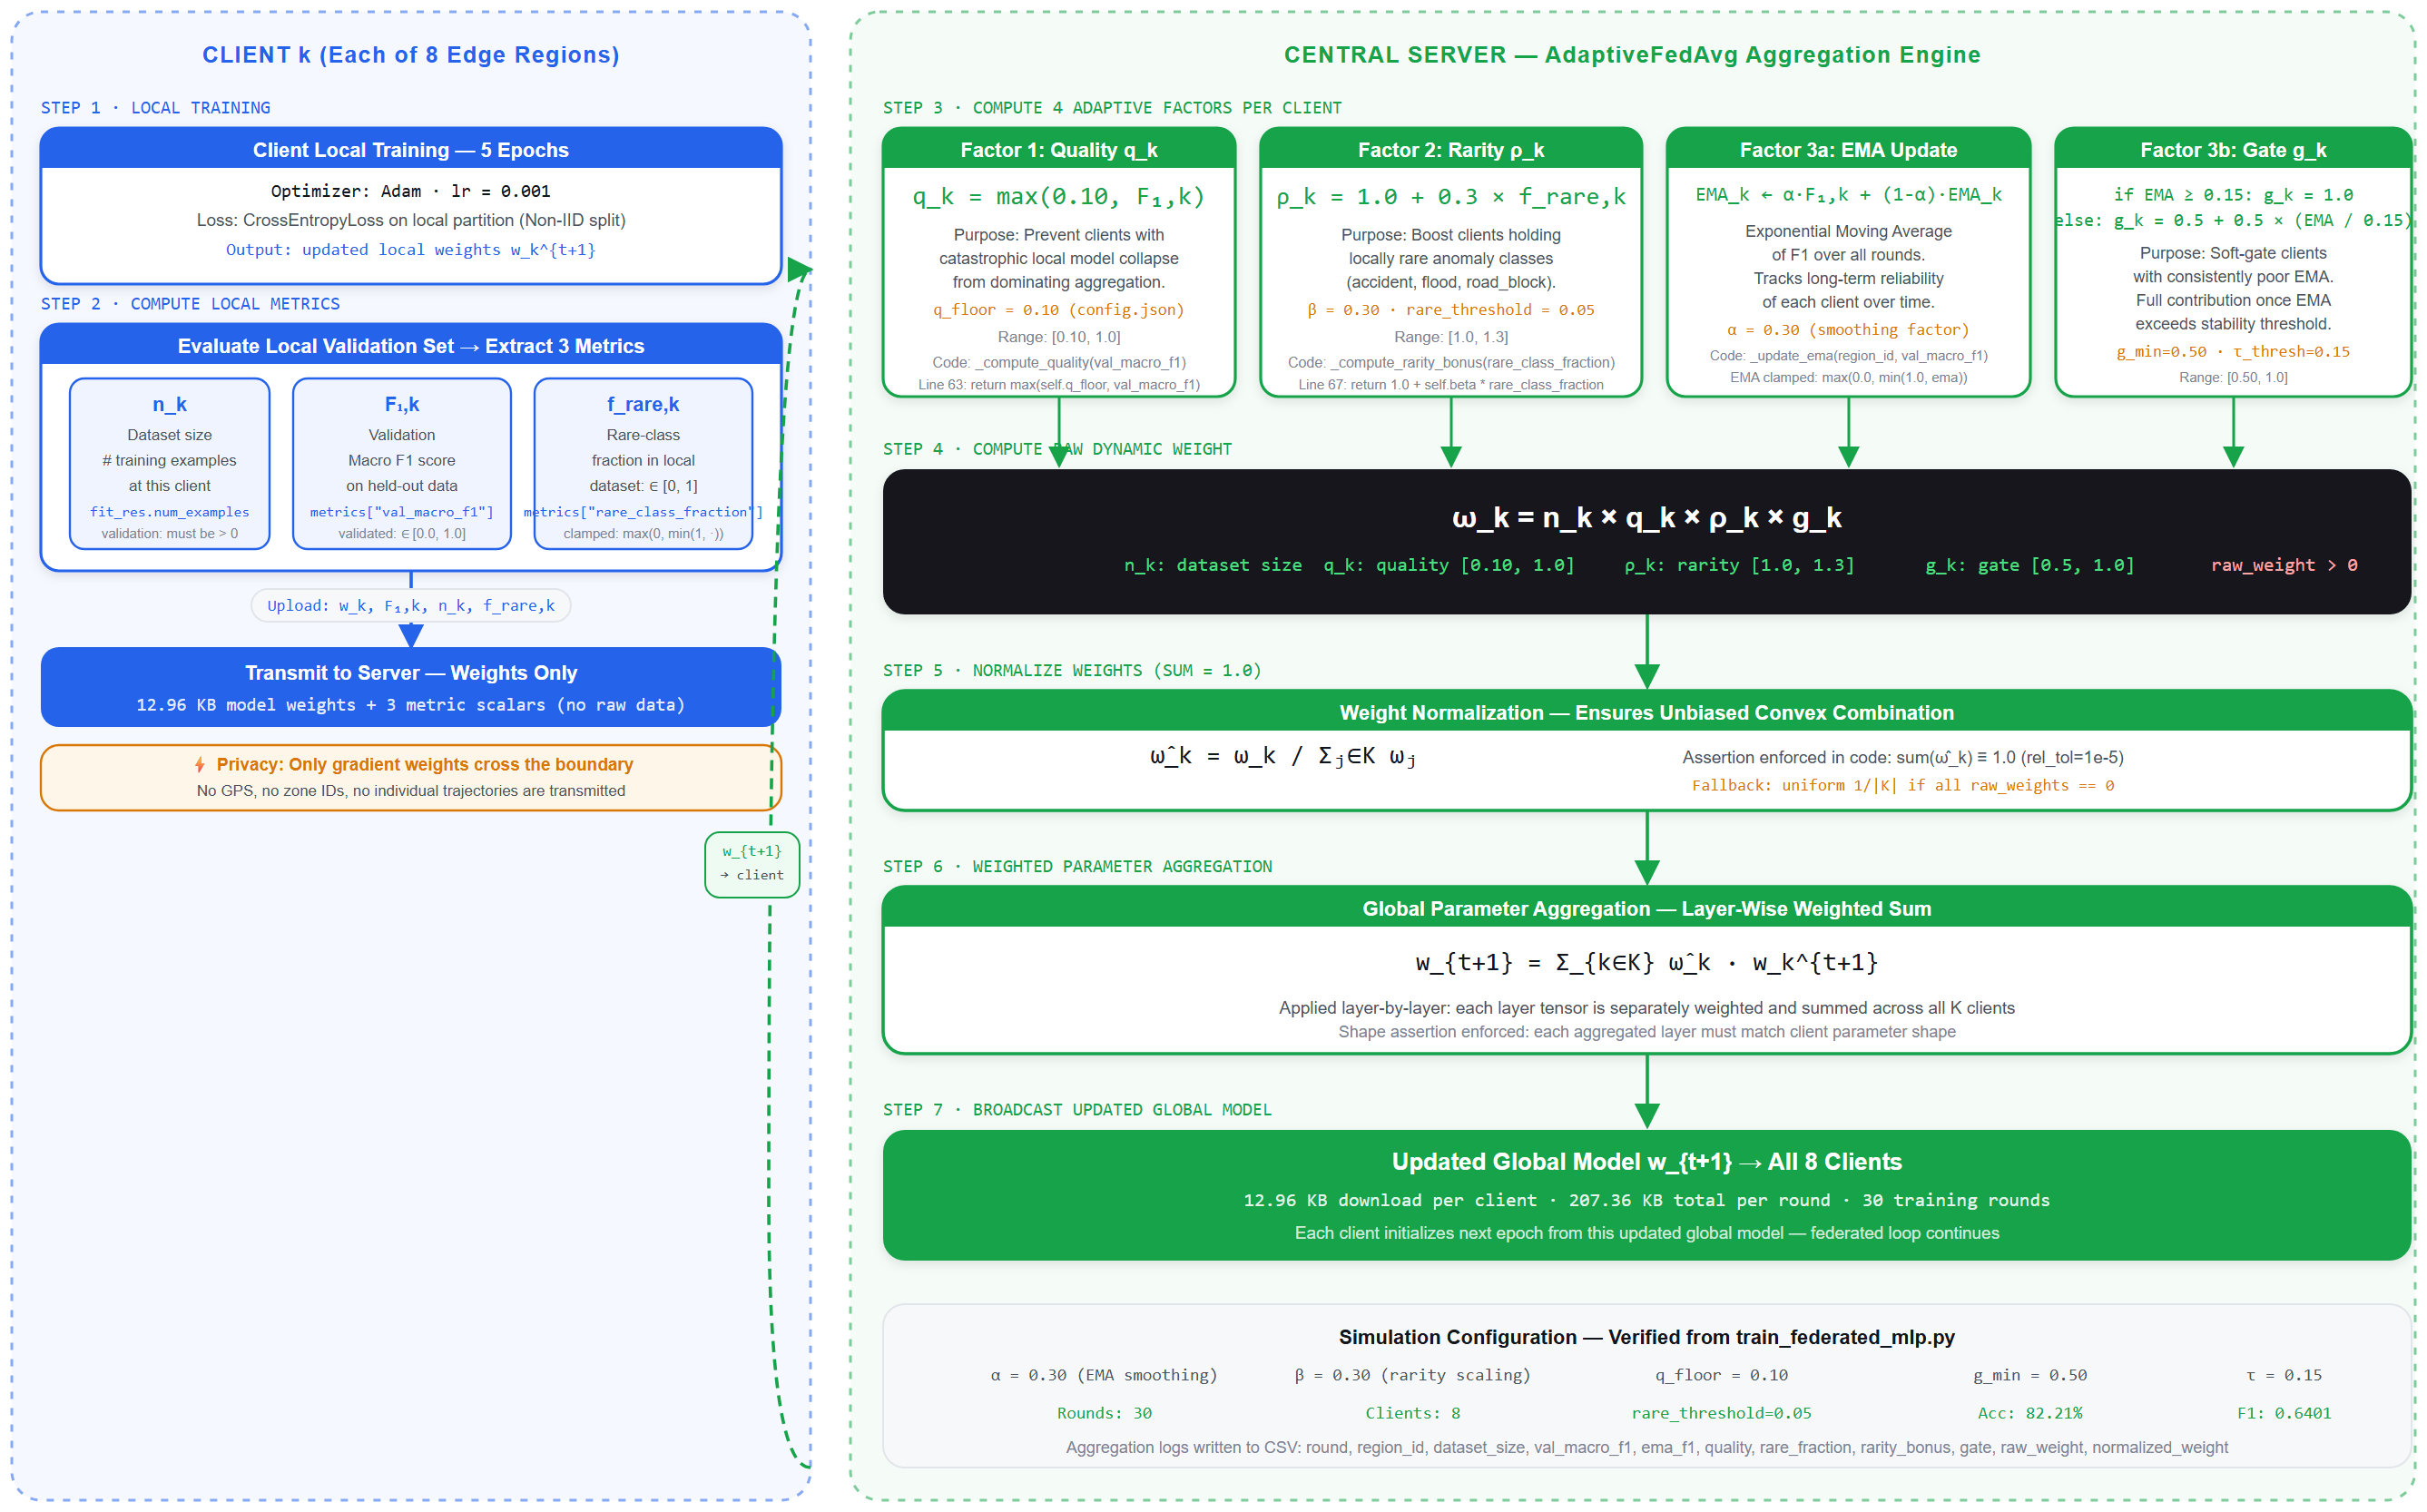 CLIENT k (Each of 8 Edge Regions)
STEP 1 · LOCAL TRAINING
Client Local Training — 5 Epochs
Optimizer: Adam · lr = 0.001
Loss: CrossEntropyLoss on local partition (Non-IID split)
Output: updated local weights w_k^{t+1}
STEP 2 · COMPUTE LOCAL METRICS
Evaluate Local Validation Set → Extract 3 Metrics
n_k
Dataset size
# training examples
at this client
fit_res.num_examples
validation: must be > 0
F₁,k
Validation
Macro F1 score
on held-out data
metrics["val_macro_f1"]
validated: ∈ [0.0, 1.0]
f_rare,k
Rare-class
fraction in local
dataset: ∈ [0, 1]
metrics["rare_class_fraction"]
clamped: max(0, min(1, ·))
Upload: w_k, F₁,k, n_k, f_rare,k
Transmit to Server — Weights Only
12.96 KB model weights + 3 metric scalars (no raw data)
⚡ Privacy: Only gradient weights cross the boundary
No GPS, no zone IDs, no individual trajectories are transmitted
w_{t+1}
→ client
CENTRAL SERVER — AdaptiveFedAvg Aggregation Engine
STEP 3 · COMPUTE 4 ADAPTIVE FACTORS PER CLIENT
Factor 1: Quality q_k
q_k = max(0.10, F₁,k)
Purpose: Prevent clients with
catastrophic local model collapse
from dominating aggregation.
q_floor = 0.10 (config.json)
Range: [0.10, 1.0]
Code: _compute_quality(val_macro_f1)
Line 63: return max(self.q_floor, val_macro_f1)
Factor 2: Rarity ρ_k
ρ_k = 1.0 + 0.3 × f_rare,k
Purpose: Boost clients holding
locally rare anomaly classes
(accident, flood, road_block).
β = 0.30 · rare_threshold = 0.05
Range: [1.0, 1.3]
Code: _compute_rarity_bonus(rare_class_fraction)
Line 67: return 1.0 + self.beta * rare_class_fraction
Factor 3a: EMA Update
EMA_k ← α·F₁,k + (1-α)·EMA_k
Exponential Moving Average
of F1 over all rounds.
Tracks long-term reliability
of each client over time.
α = 0.30 (smoothing factor)
Code: _update_ema(region_id, val_macro_f1)
EMA clamped: max(0.0, min(1.0, ema))
Factor 3b: Gate g_k
if EMA ≥ 0.15: g_k = 1.0
else: g_k = 0.5 + 0.5 × (EMA / 0.15)
Purpose: Soft-gate clients
with consistently poor EMA.
Full contribution once EMA
exceeds stability threshold.
g_min=0.50 · τ_thresh=0.15
Range: [0.50, 1.0]
STEP 4 · COMPUTE RAW DYNAMIC WEIGHT
ω_k = n_k × q_k × ρ_k × g_k
n_k: dataset size q_k: quality [0.10, 1.0] ρ_k: rarity [1.0, 1.3] g_k: gate [0.5, 1.0] raw_weight > 0
STEP 5 · NORMALIZE WEIGHTS (SUM = 1.0)
Weight Normalization — Ensures Unbiased Convex Combination
ω̂_k = ω_k / Σⱼ∈K ωⱼ
Assertion enforced in code: sum(ω̂_k) ≡ 1.0 (rel_tol=1e-5)
Fallback: uniform 1/|K| if all raw_weights == 0
STEP 6 · WEIGHTED PARAMETER AGGREGATION
Global Parameter Aggregation — Layer-Wise Weighted Sum
w_{t+1} = Σ_{k∈K} ω̂_k · w_k^{t+1}
Applied layer-by-layer: each layer tensor is separately weighted and summed across all K clients
Shape assertion enforced: each aggregated layer must match client parameter shape
STEP 7 · BROADCAST UPDATED GLOBAL MODEL
Updated Global Model w_{t+1} → All 8 Clients
12.96 KB download per client · 207.36 KB total per round · 30 training rounds
Each client initializes next epoch from this updated global model — federated loop continues
Simulation Configuration — Verified from train_federated_mlp.py
α = 0.30 (EMA smoothing) β = 0.30 (rarity scaling) q_floor = 0.10 g_min = 0.50 τ = 0.15
Rounds: 30 Clients: 8 rare_threshold=0.05 Acc: 82.21% F1: 0.6401
Aggregation logs written to CSV: round, region_id, dataset_size, val_macro_f1, ema_f1, quality, rare_fraction, rarity_bonus, gate, raw_weight, normalized_weight